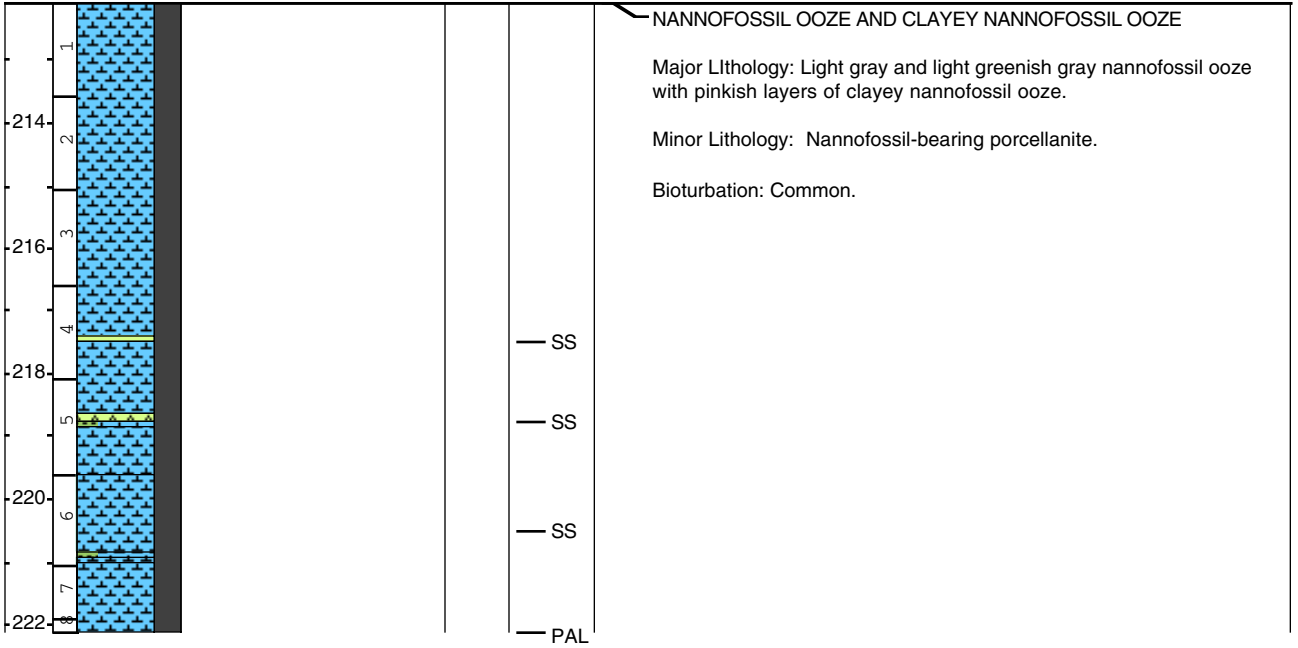 NANNOFOSSIL OOZE AND CLAYEY NANNOFOSSIL OOZE
Major LIthology: Light gray and light greenish gray nannofossil ooze
with pinkish layers of clayey nannofossil ooze.
Minor Lithology: Nannofossil-bearing porcellanite.
Bioturbation: Common.
1
214
2
3
216
4
SS
218
5
SS
220
6
SS
7
222
8
PAL